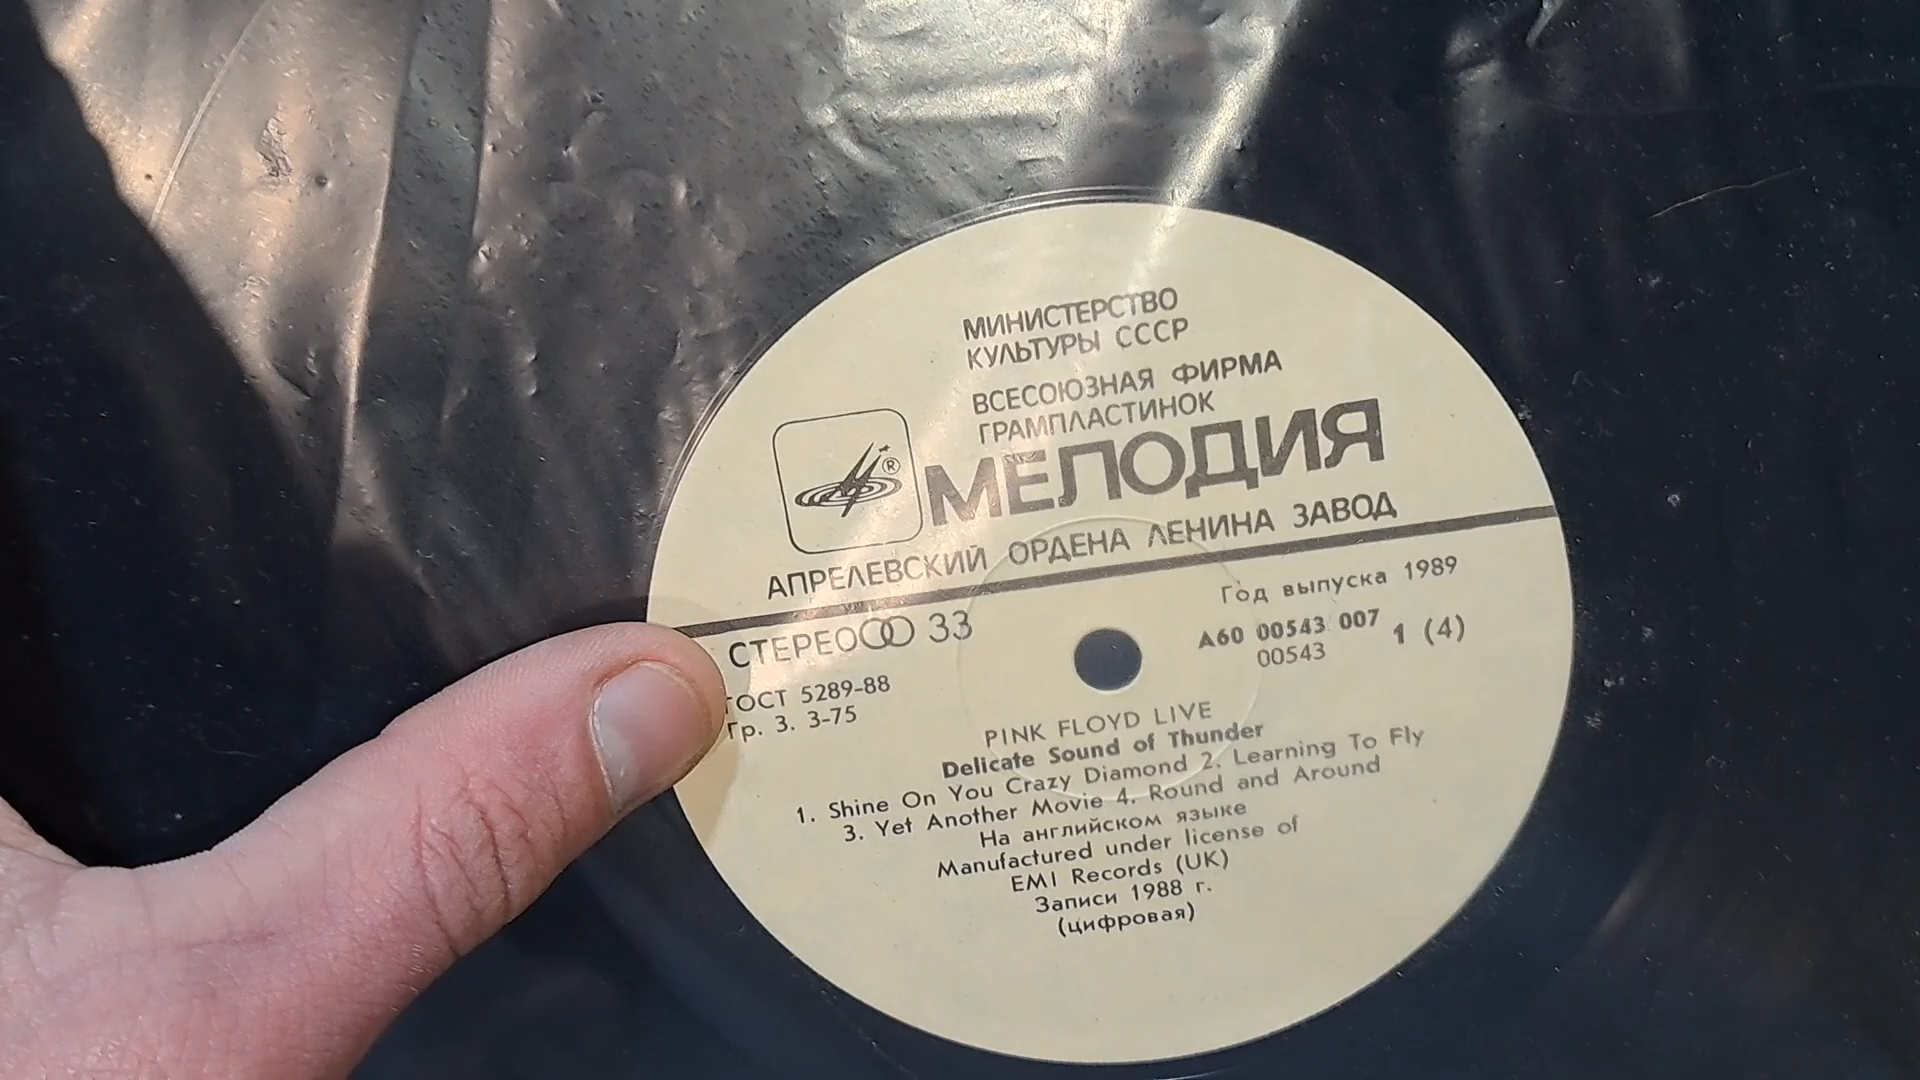 МИНИСТЕРСТВО
КУЛЬТУРЫ СССР
ВСЕСОЮЗНАЯ ФИРМА
ГРАМПЛАСТИНОК
®
МЕЛОДИЯ
АПРЕЛЕВСКИЙ ОРДЕНА ЛЕНИНА ЗАВОД
СТЕРЕО 33
ГОСТ 5289-88
Гр. 3. 3-75
Год выпуска 1989
А60 00543 007
00543
1 (4)
PINK FLOYD LIVE
Delicate Sound of Thunder
1. Shine On You Crazy Diamond 2. Learning To Fly
3. Yet Another Movie 4. Round and Around
На английском языке
Manufactured under license of
EMI Records (UK)
Записи 1988 г.
(цифровая)